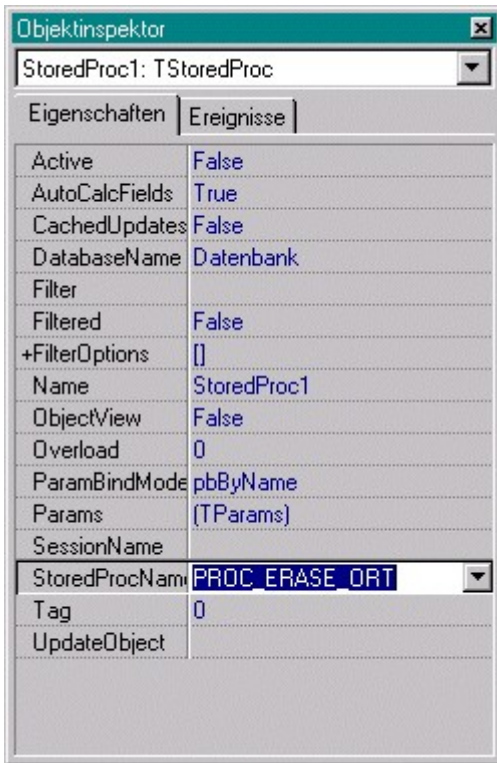 Objektinspektor
StoredProc1: TStoredProc
Eigenschaften Ereignisse
Active False
AutoCalcFields True
CachedUpdates False
DatabaseName Datenbank
Filter
Filtered False
+FilterOptions []
Name StoredProc1
ObjectView False
Overload 0
ParamBindMode pbByName
Params (TParams)
SessionName
StoredProcName PROC_ERASE_ORT
Tag 0
UpdateObject